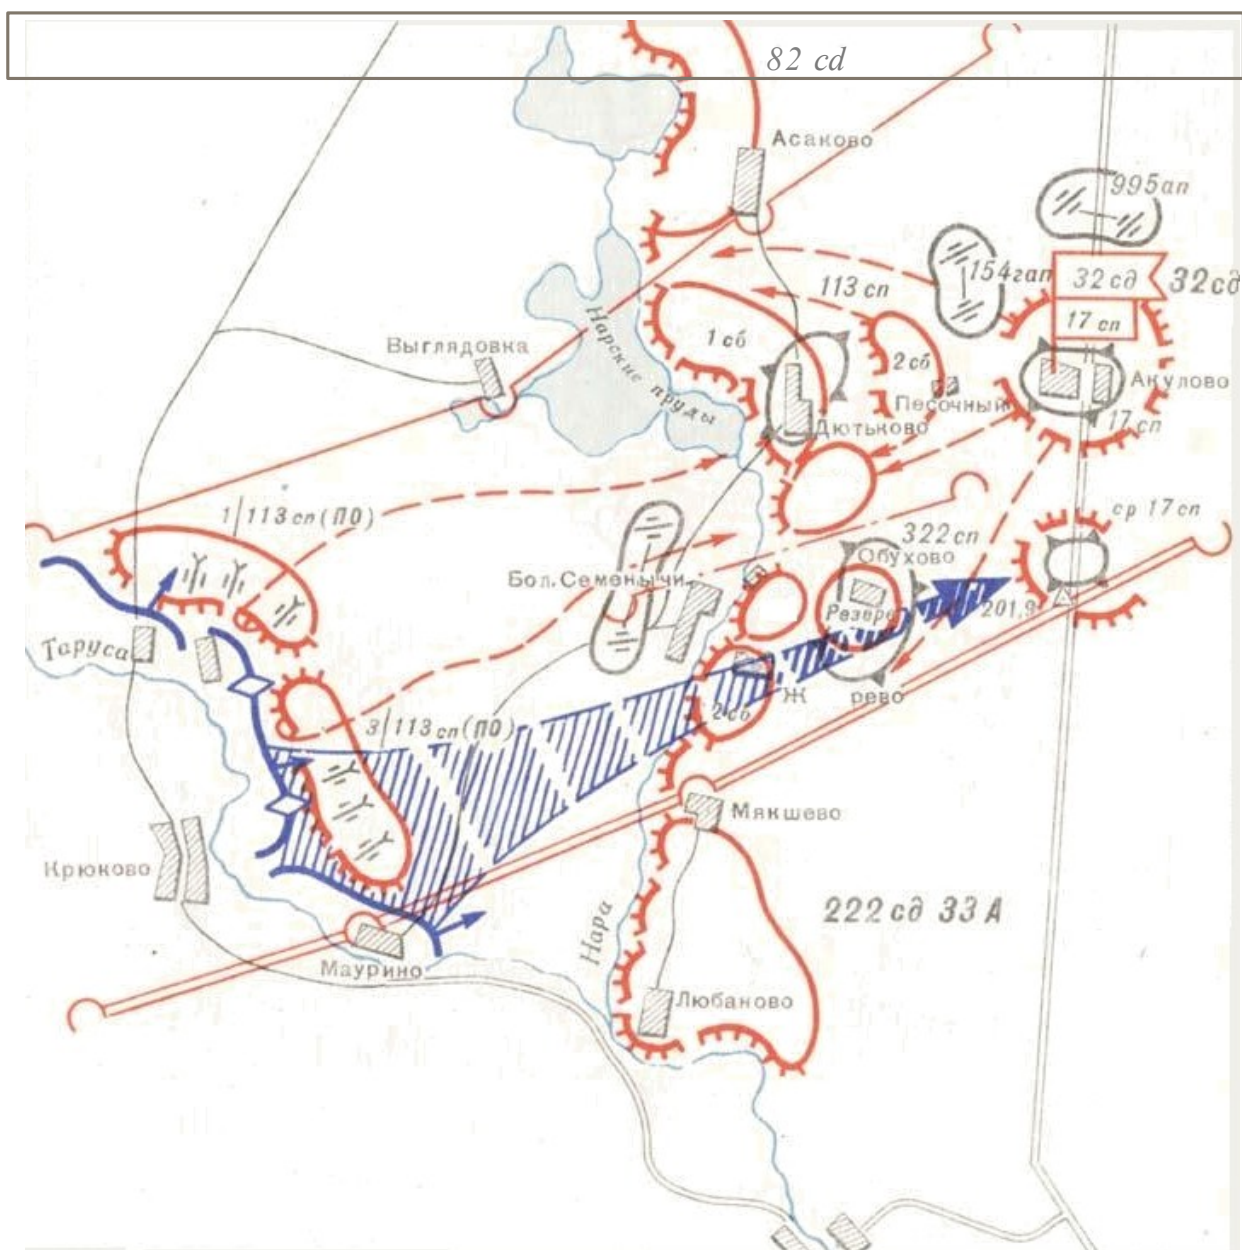 82 cd
Асаково
995ап
154гап
32 сд
32сд
113 сп
17 сп
Нарские пруды
1 сб
2 сб
Выглядовка
Акулово
Песочный
Дютьково
17 сп
1/113 сп (ПО)
ср 17 сп
322 сп
Обухово
Бол. Семенычи
Резерв
201,9
Таруса
Ж рево
2 сб
3/113 сп (ПО)
Мякшево
Крюково
222 сд 33 А
Нара
Маурино
Любаново